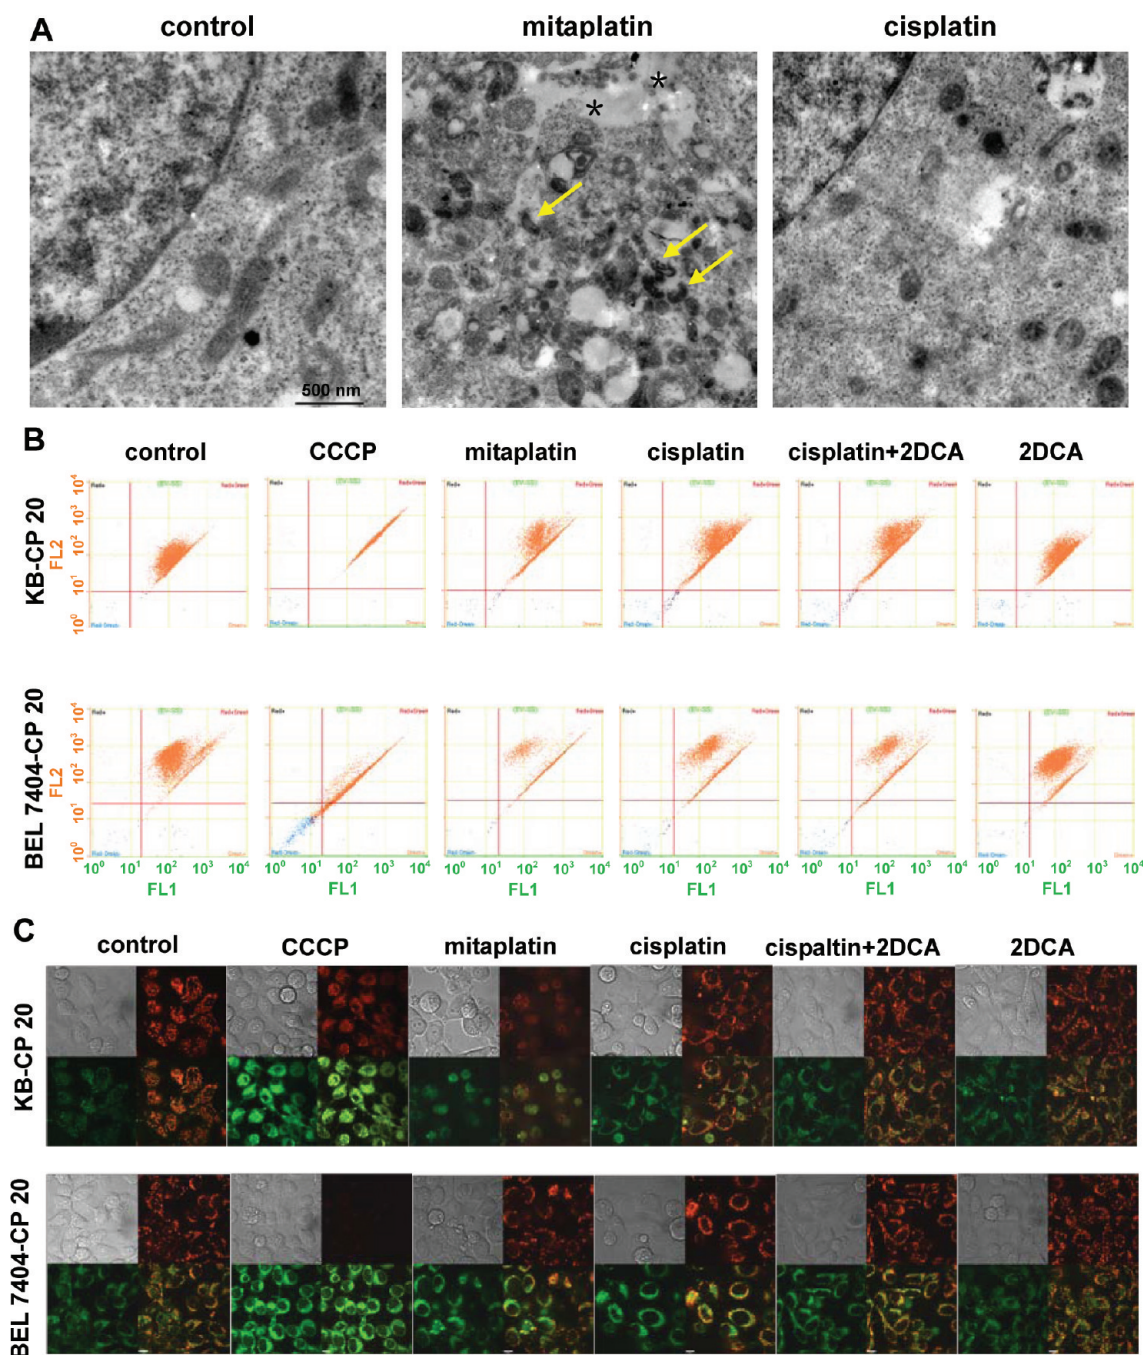 A
control mitaplatin cisplatin
* *
500 nm
B
control CCCP mitaplatin cisplatin cisplatin+2DCA 2DCA
KB-CP 20
FL2
10⁴
10³
10²
10¹
10⁰
BEL 7404-CP 20
FL2
10⁴
10³
10²
10¹
10⁰
10⁰ 10¹ 10² 10³ 10⁴ 10⁰ 10¹ 10² 10³ 10⁴ 10⁰ 10¹ 10² 10³ 10⁴ 10⁰ 10¹ 10² 10³ 10⁴ 10⁰ 10¹ 10² 10³ 10⁴ 10⁰ 10¹ 10² 10³ 10⁴
FL1 FL1 FL1 FL1 FL1 FL1
C
control CCCP mitaplatin cisplatin cispaltin+2DCA 2DCA
KB-CP 20
BEL 7404-CP 20